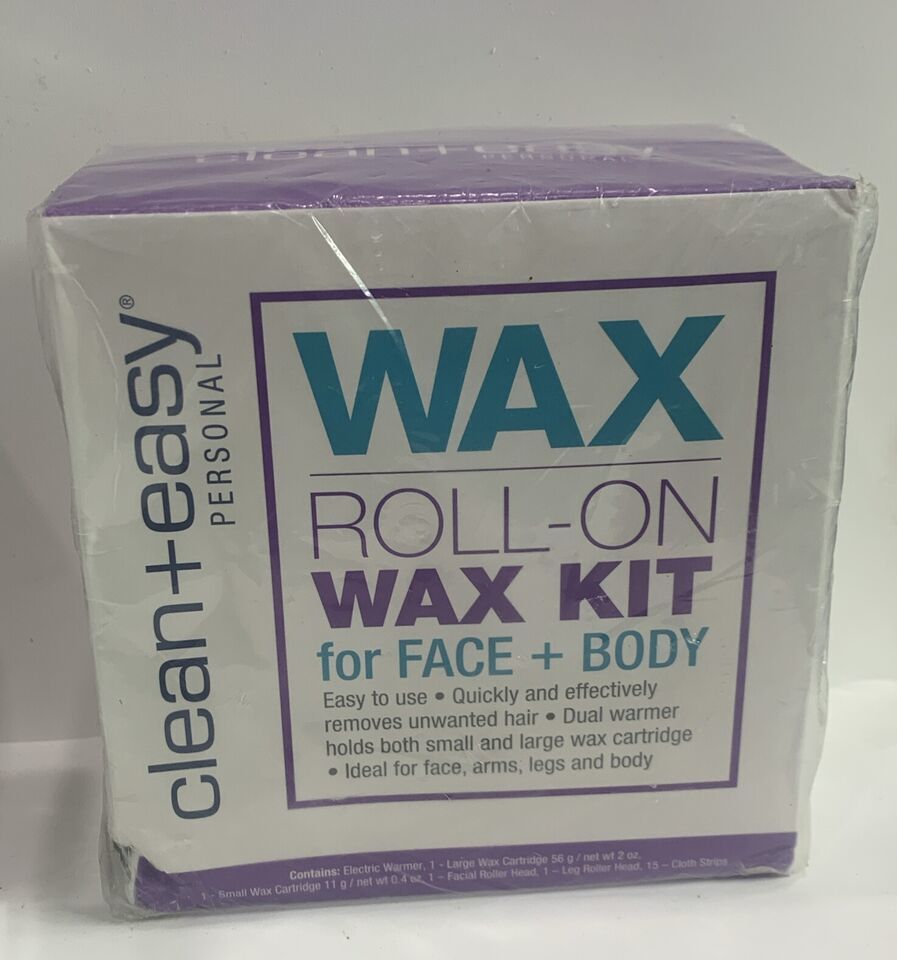 clean+easy
PERSONAL
clean+easy®
PERSONAL
WAX
ROLL-ON
WAX KIT
for FACE + BODY
Easy to use • Quickly and effectively
removes unwanted hair • Dual warmer
holds both small and large wax cartridge
• Ideal for face, arms, legs and body
Contains: Electric Warmer, 1 - Large Wax Cartridge 56 g / net wt 2 oz,
1 - Small Wax Cartridge 11 g / net wt 0.4 oz, 1 – Facial Roller Head, 1 – Leg Roller Head, 15 – Cloth Strips